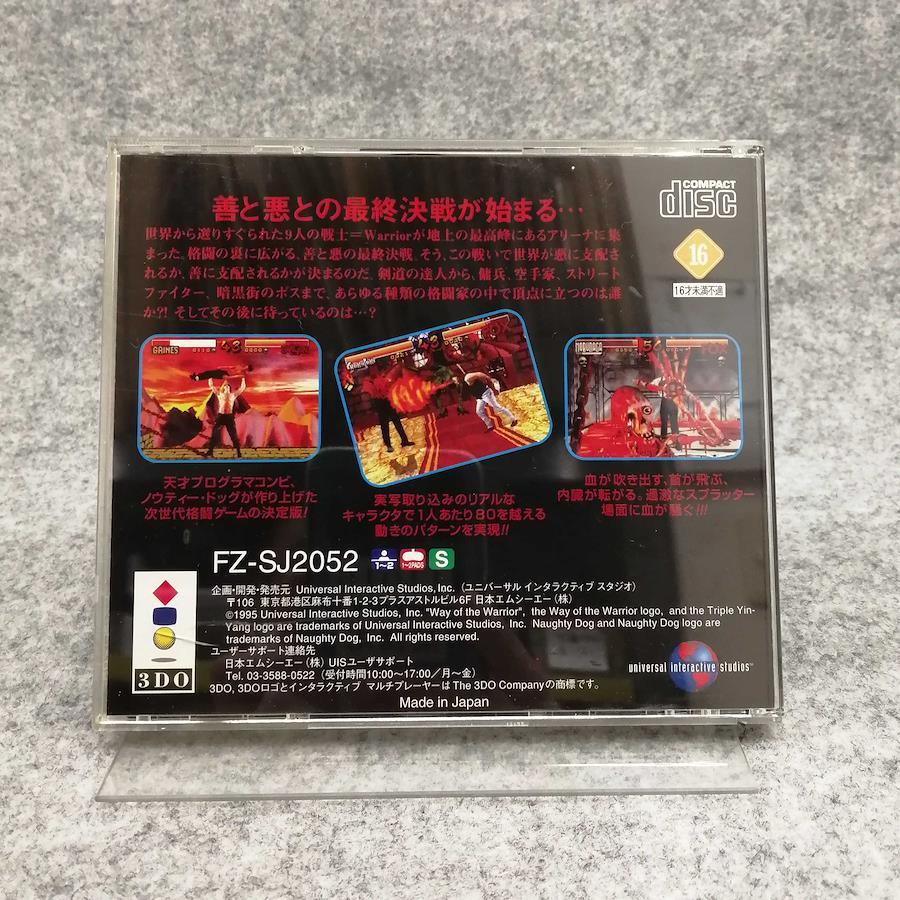 善と悪との最終決戦が始まる…
COMPACT
disc
世界から選りすぐられた9人の戦士＝Warriorが地上の最高峰にあるアリーナに集
まった。格闘の裏に広がる、善と悪の最終決戦。そう、この戦いで世界が悪に支配さ
れるか、善に支配されるかが決まるのだ。剣道の達人から、傭兵、空手家、ストリート
ファイター、暗黒街のボスまで、あらゆる種類の格闘家の中で頂点に立つのは誰
か?! そしてその後に待っているのは…?
16
16才未満不適
GAINES
43
NOBUNAGA
54
天才プログラマコンビ、
ノウティー・ドッグが作り上げた
次世代格闘ゲームの決定版!
実写取り込みのリアルな
キャラクタで1人あたり80を越える
動きのパターンを実現!!
血が吹き出す、首が飛ぶ、
内臓が転がる。過激なスプラッター
場面に血が騒ぐ!!!
FZ-SJ2052
1~2
1~2PADS
S
企画・開発・発売元 Universal Interactive Studios, Inc. (ユニバーサル インタラクティブ スタジオ)
〒106 東京都港区麻布十番1-2-3プラスアストルビル6F 日本エムシーエー(株)
©1995 Universal Interactive Studios, Inc. "Way of the Warrior", the Way of the Warrior logo, and the Triple Yin-
Yang logo are trademarks of Universal Interactive Studios, Inc. Naughty Dog and Naughty Dog logo are
trademarks of Naughty Dog, Inc. All rights reserved.
ユーザーサポート連絡先
日本エムシーエー(株) UISユーザサポート
Tel. 03-3588-0522 (受付時間10:00~17:00/月~金)
3DO, 3DOロゴとインタラクティブ マルチプレーヤーは The 3DO Companyの商標です。
Made in Japan
3DO
universal interactive studios™